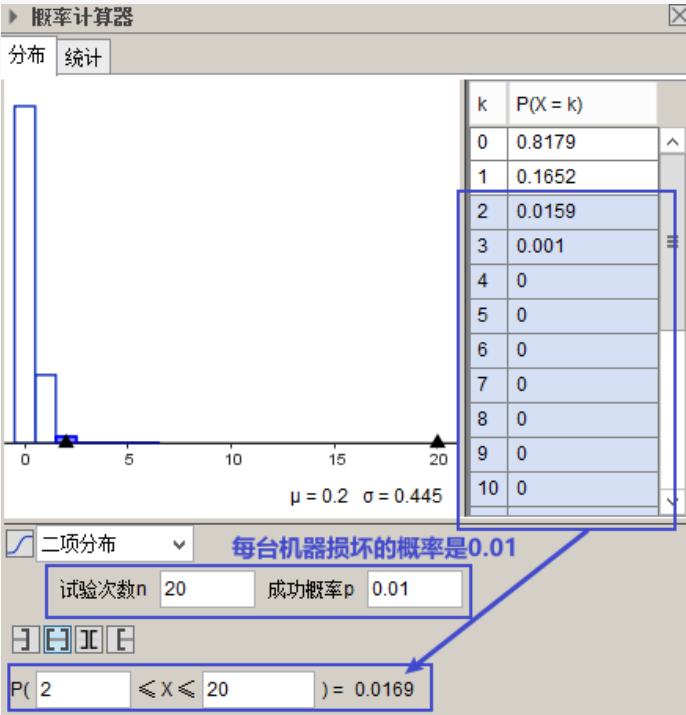 概率计算器
分布 统计
k P(X = k)
0 0.8179
1 0.1652
2 0.0159
3 0.001
4 0
5 0
6 0
7 0
8 0
9 0
10 0
0 5 10 15 20
μ = 0.2 σ = 0.445
二项分布
每台机器损坏的概率是0.01
试验次数n 20 成功概率p 0.01
P( 2 ≤ X ≤ 20 ) = 0.0169